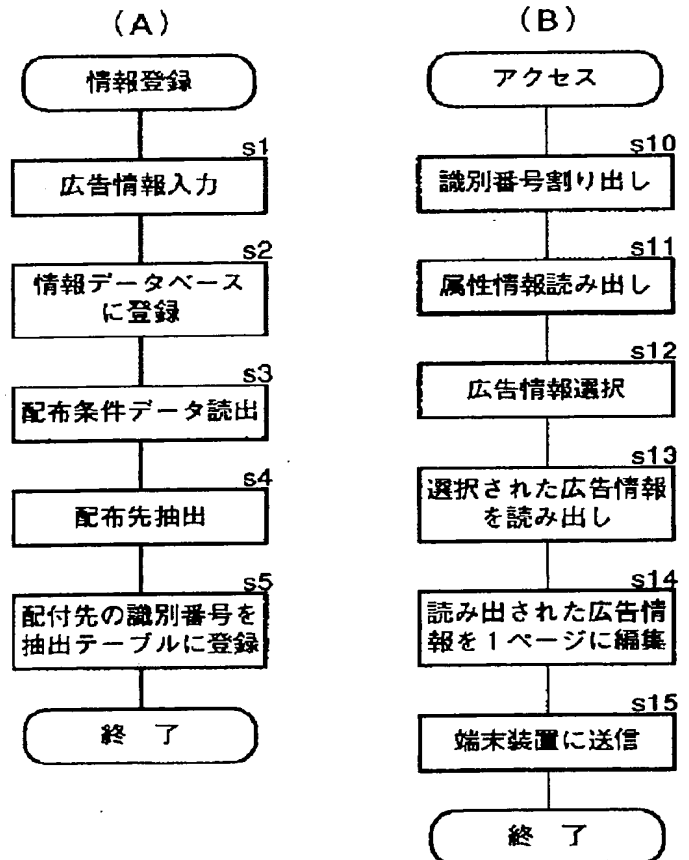 (A)
情報登録
s1
広告情報入力
s2
情報データベース
に登録
s3
配布条件データ読出
s4
配布先抽出
s5
配付先の識別番号を
抽出テーブルに登録
終 了
(B)
アクセス
s10
識別番号割り出し
s11
属性情報読み出し
s12
広告情報選択
s13
選択された広告情報
を読み出し
s14
読み出された広告情
報を1ページに編集
s15
端末装置に送信
終 了